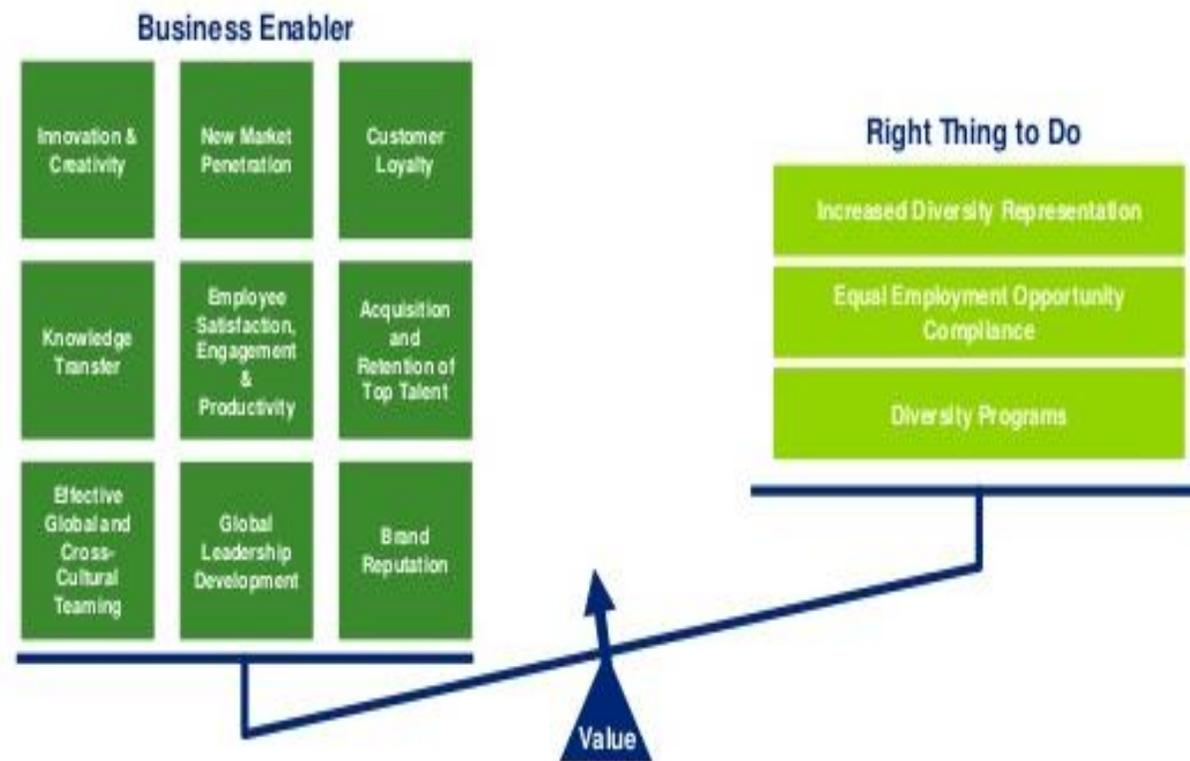 Business Enabler
Innovation &
Creativity
New Market
Penetration
Customer
Loyalty
Knowledge
Transfer
Employee
Satisfaction,
Engagement
&
Productivity
Acquisition
and
Retention of
Top Talent
Effective
Global and
Cross-
Cultural
Teaming
Global
Leadership
Development
Brand
Reputation
Right Thing to Do
Increased Diversity Representation
Equal Employment Opportunity
Compliance
Diversity Programs
Value